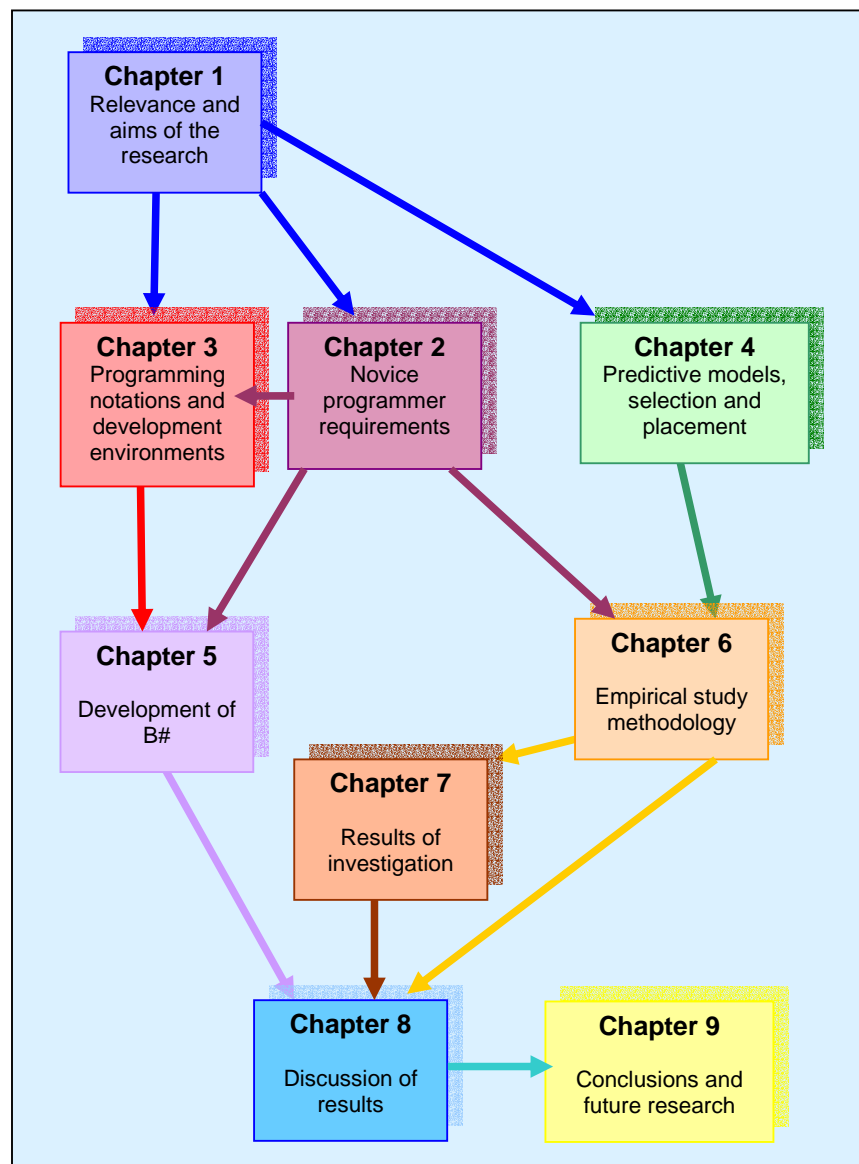 Chapter 1
Relevance and
aims of the
research
Chapter 3
Programming
notations and
development
environments
Chapter 2
Novice
programmer
requirements
Chapter 4
Predictive models,
selection and
placement
Chapter 5
Development of
B#
Chapter 6
Empirical study
methodology
Chapter 7
Results of
investigation
Chapter 8
Discussion of
results
Chapter 9
Conclusions and
future research